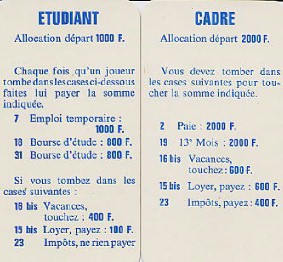 ETUDIANT
Allocation départ 1000 F.
Chaque fois qu'un joueur
tombe dans les cases ci-dessous
faites lui payer la somme
indiquée.
7 Emploi temporaire :
1000 F.
18 Bourse d'étude : 800 F.
31 Bourse d'étude : 800 F.
Si vous tombez dans les
cases suivantes :
16 bis Vacances,
touchez : 400 F.
15 bis Loyer, payez : 100 F.
23 Impôts, ne rien payer
CADRE
Allocation départ 2000 F.
Vous devez tomber dans
les cases suivantes pour tou-
cher la somme indiquée.
2 Paie : 2000 F.
19 13e Mois : 2000 F.
16 bis Vacances,
touchez : 600 F.
15 bis Loyer, payez : 600 F.
23 Impôts, payez : 400 F.